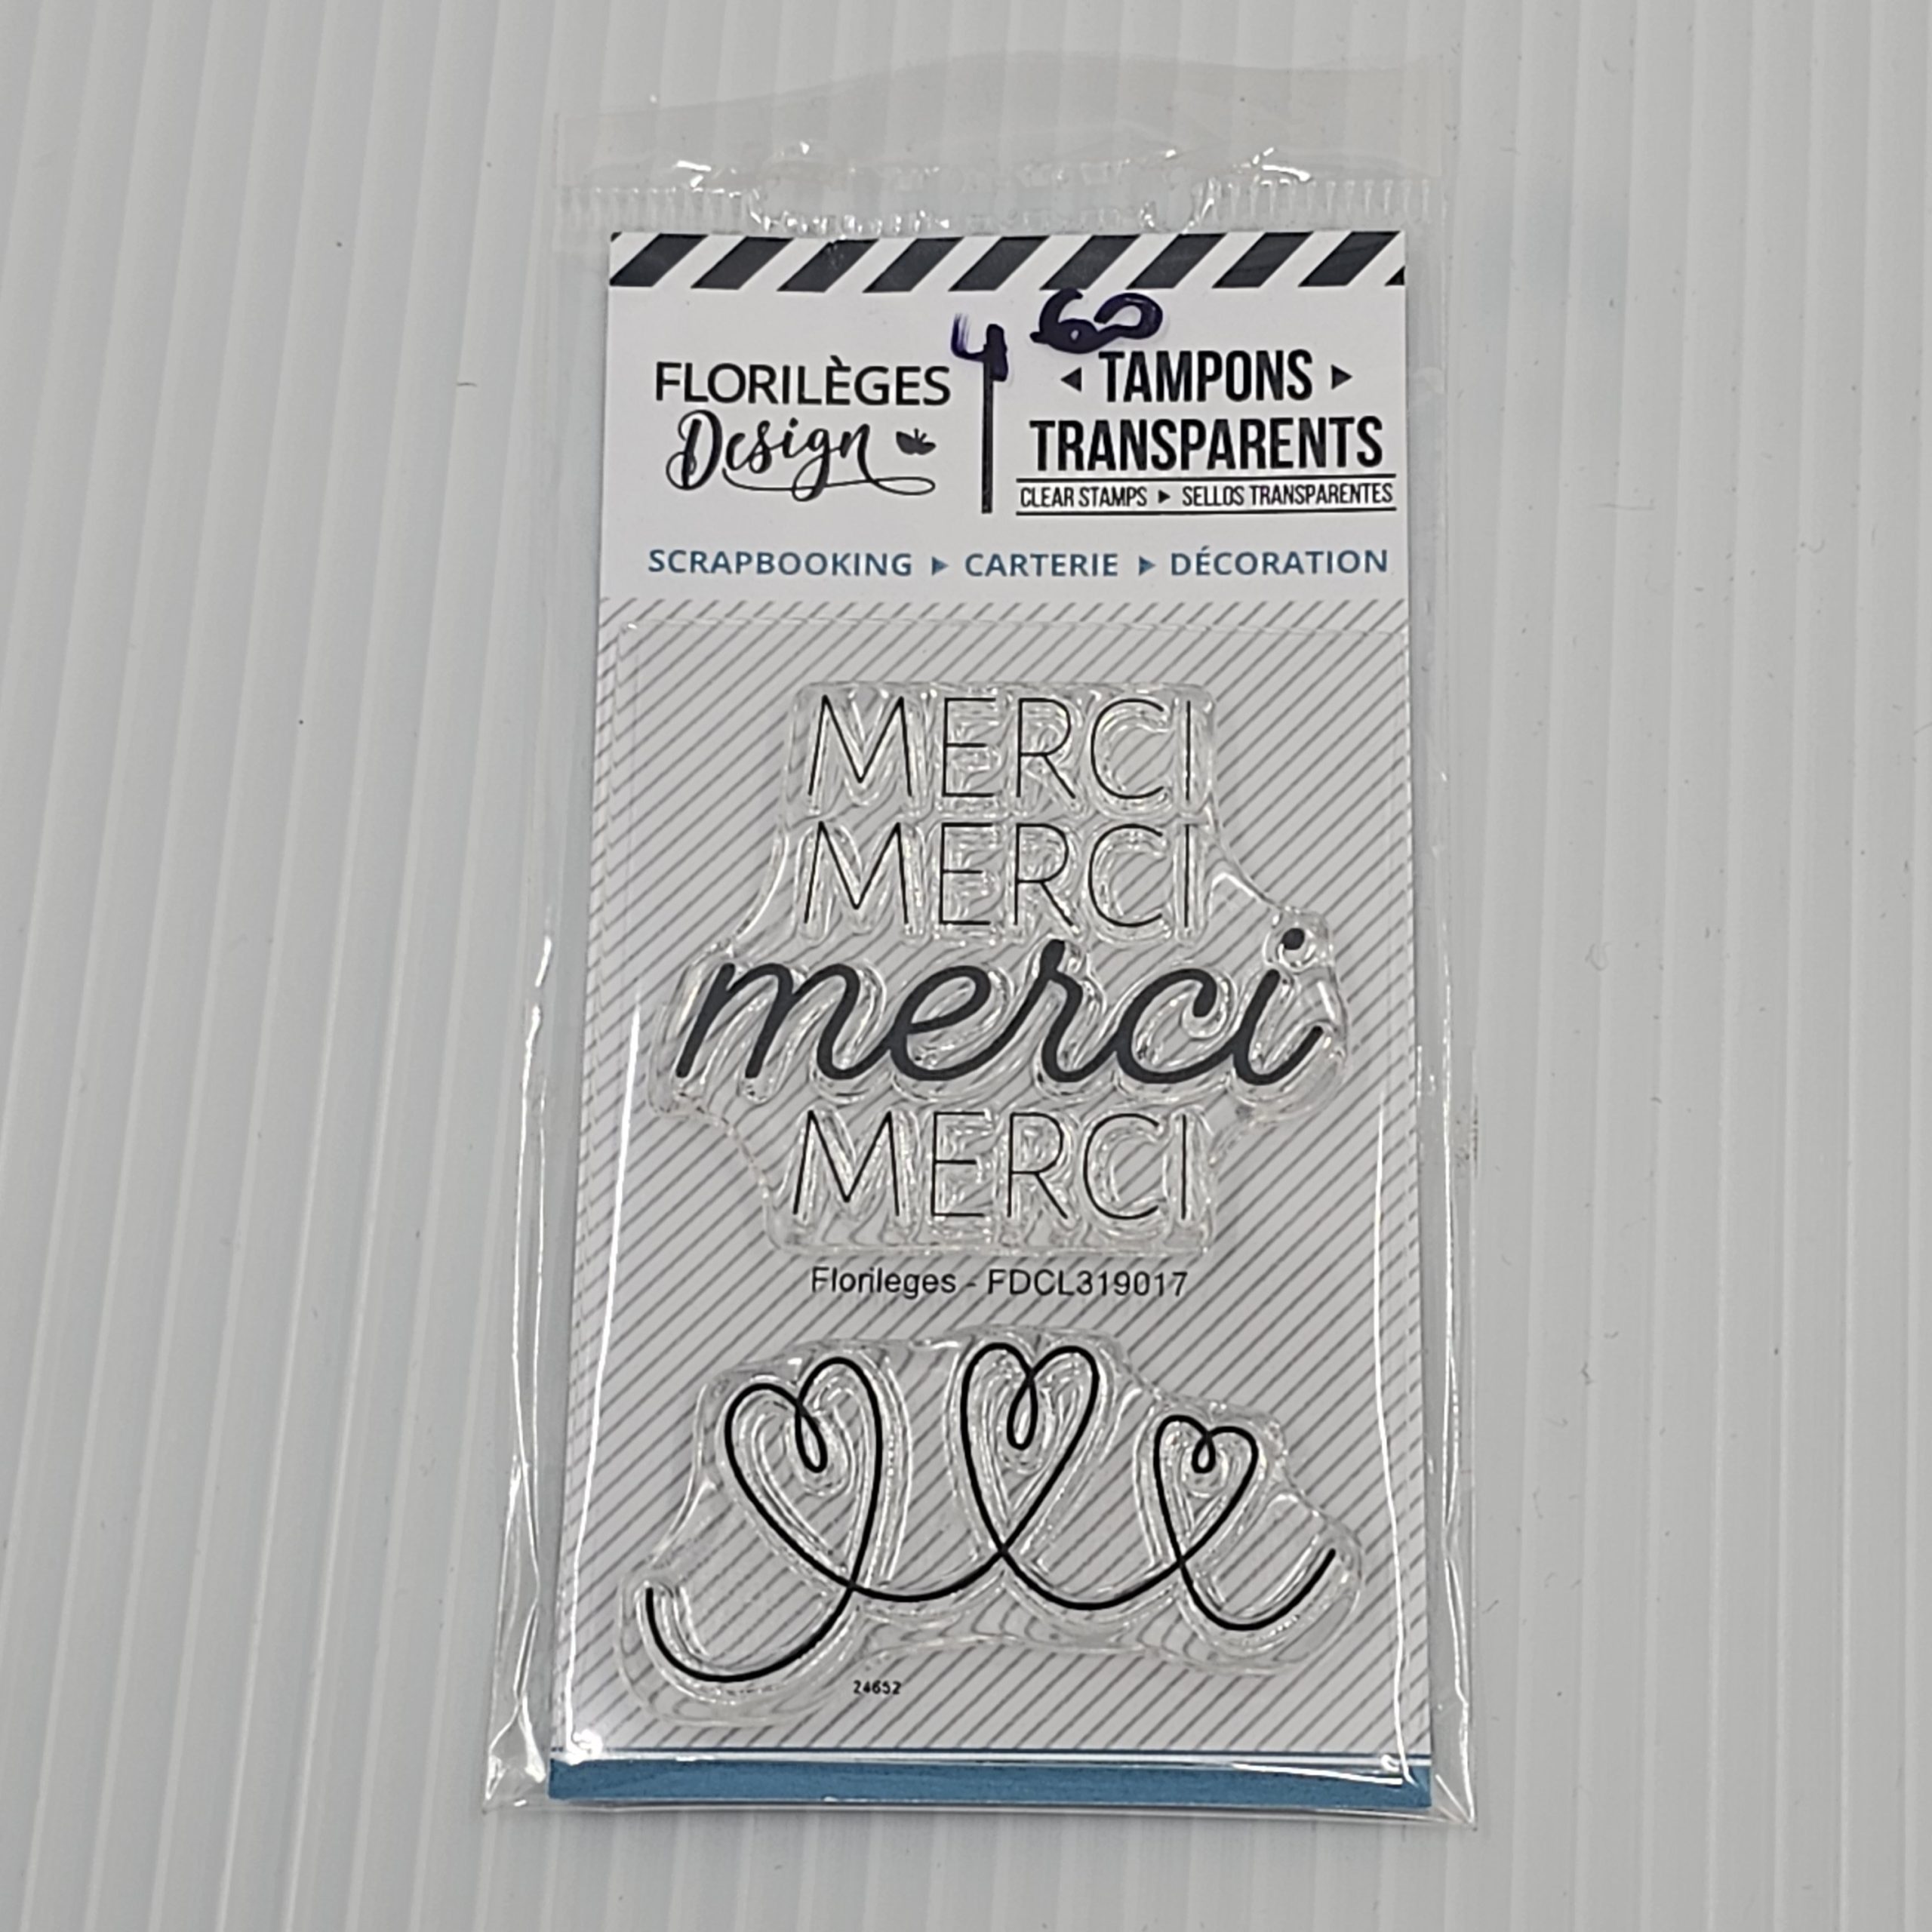 4 60
FLORILÈGES
Design
◄ TAMPONS ►
TRANSPARENTS
CLEAR STAMPS ► SELLOS TRANSPARENTES
SCRAPBOOKING ► CARTERIE ► DÉCORATION
MERCI
MERCI
merci
MERCI
Florileges - FDCL319017
24652